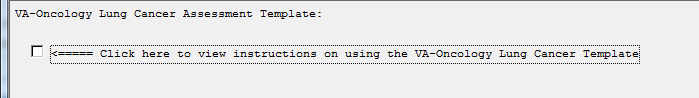 VA-Oncology Lung Cancer Assessment Template:
<===== Click here to view instructions on using the VA-Oncology Lung Cancer Template